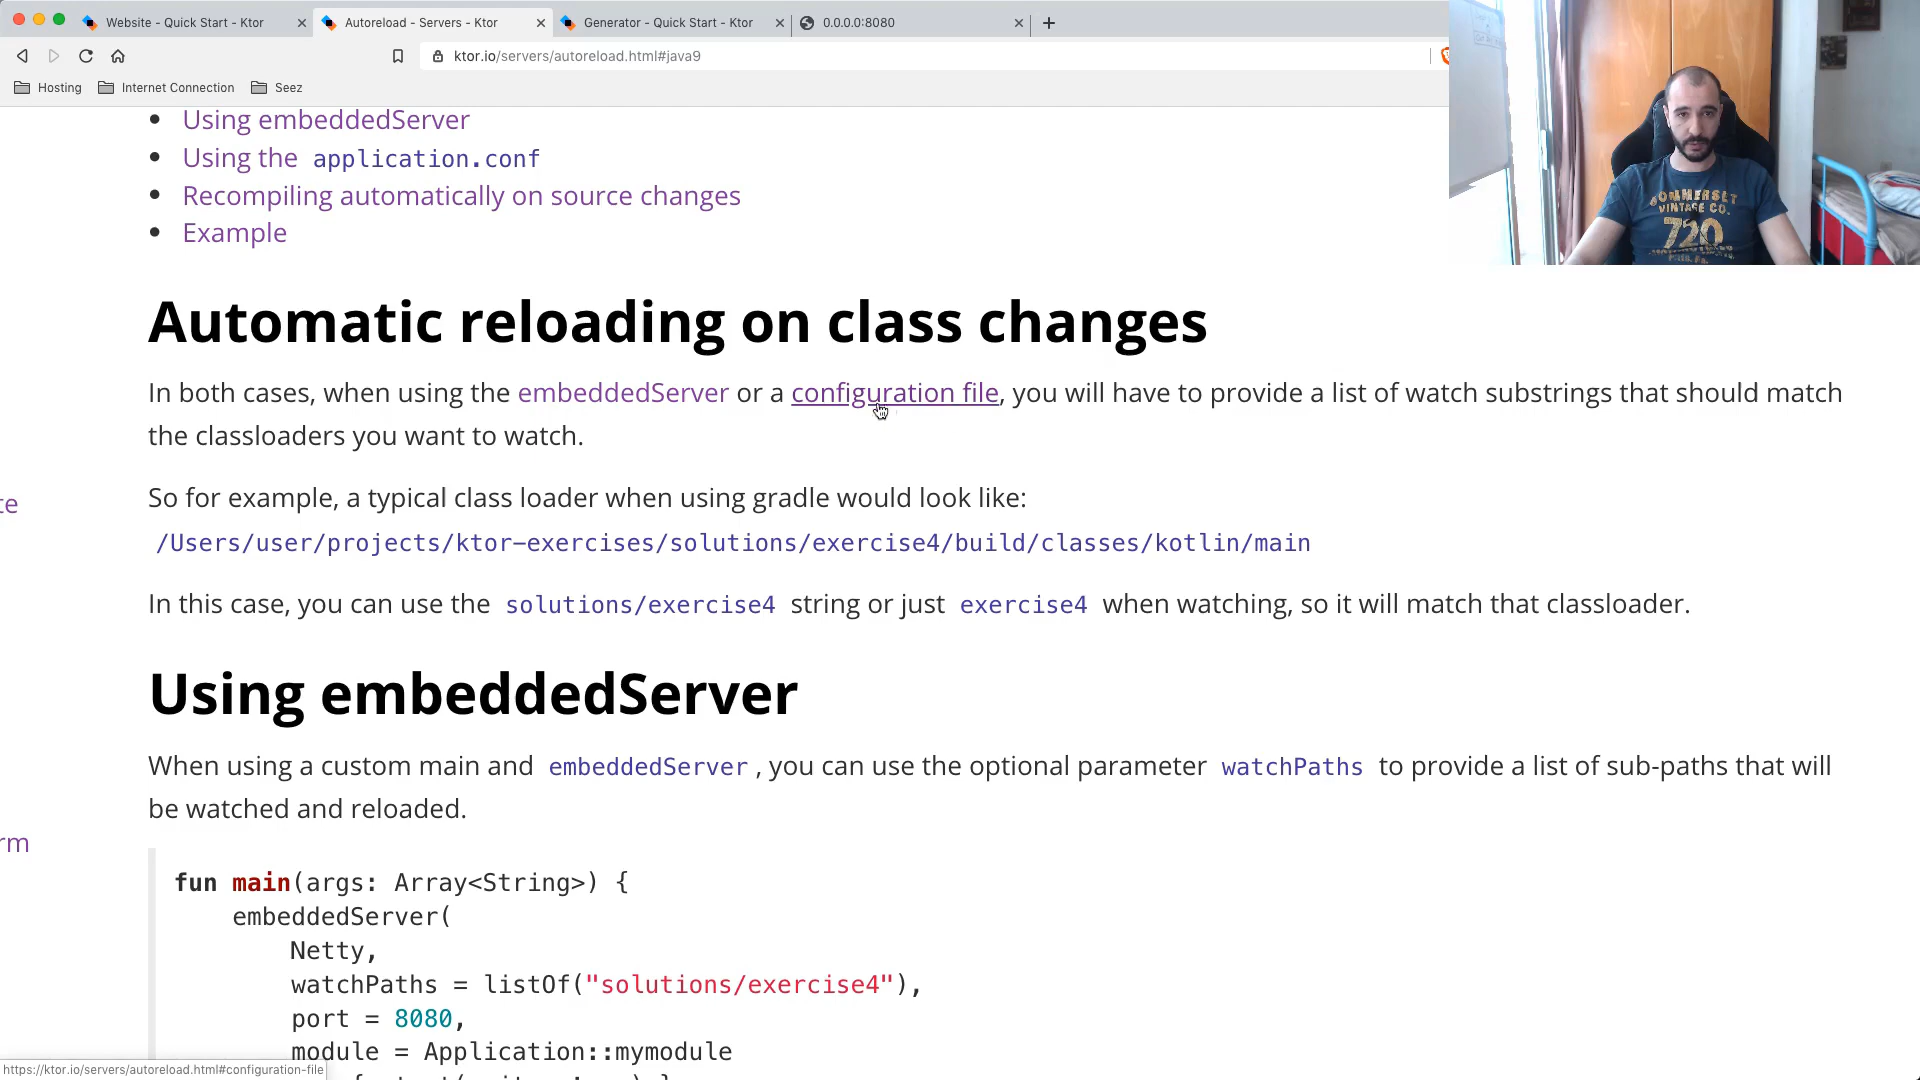 Website - Quick Start - Ktor
Autoreload - Servers - Ktor
Generator - Quick Start - Ktor
0.0.0.0:8080
ktor.io/servers/autoreload.html#java9
Hosting
Internet Connection
Seez
Using embeddedServer
Using the application.conf
Recompiling automatically on source changes
Example
Automatic reloading on class changes
In both cases, when using the embeddedServer or a configuration file, you will have to provide a list of watch substrings that should match
the classloaders you want to watch.
te
So for example, a typical class loader when using gradle would look like:
/Users/user/projects/ktor-exercises/solutions/exercise4/build/classes/kotlin/main
In this case, you can use the solutions/exercise4 string or just exercise4 when watching, so it will match that classloader.
Using embeddedServer
When using a custom main and embeddedServer , you can use the optional parameter watchPaths to provide a list of sub-paths that will
be watched and reloaded.
rm
fun main(args: Array<String>) {
embeddedServer(
Netty,
watchPaths = listOf("solutions/exercise4"),
port = 8080,
module = Application::mymodule
https://ktor.io/servers/autoreload.html#configuration-file
VINTAGE CO.
720